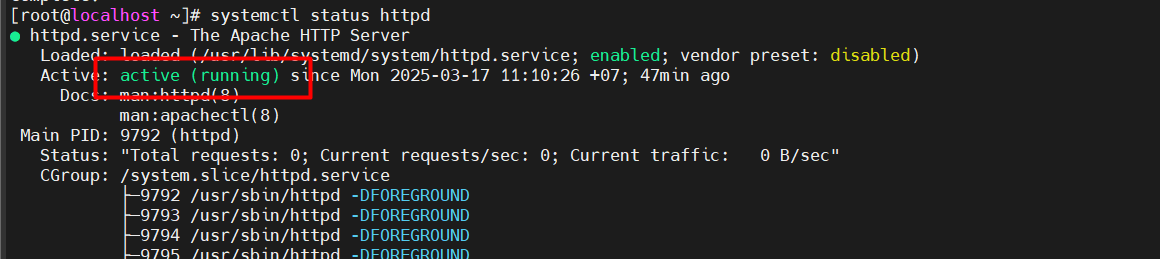 [root@localhost ~]# systemctl status httpd
● httpd.service - The Apache HTTP Server
   Loaded: loaded (/usr/lib/systemd/system/httpd.service; enabled; vendor preset: disabled)
   Active: active (running) since Mon 2025-03-17 11:10:26 +07; 47min ago
     Docs: man:httpd(8)
           man:apachectl(8)
 Main PID: 9792 (httpd)
   Status: "Total requests: 0; Current requests/sec: 0; Current traffic:   0 B/sec"
   CGroup: /system.slice/httpd.service
           ├─9792 /usr/sbin/httpd -DFOREGROUND
           ├─9793 /usr/sbin/httpd -DFOREGROUND
           ├─9794 /usr/sbin/httpd -DFOREGROUND
           ├─9795 /usr/sbin/httpd -DFOREGROUND